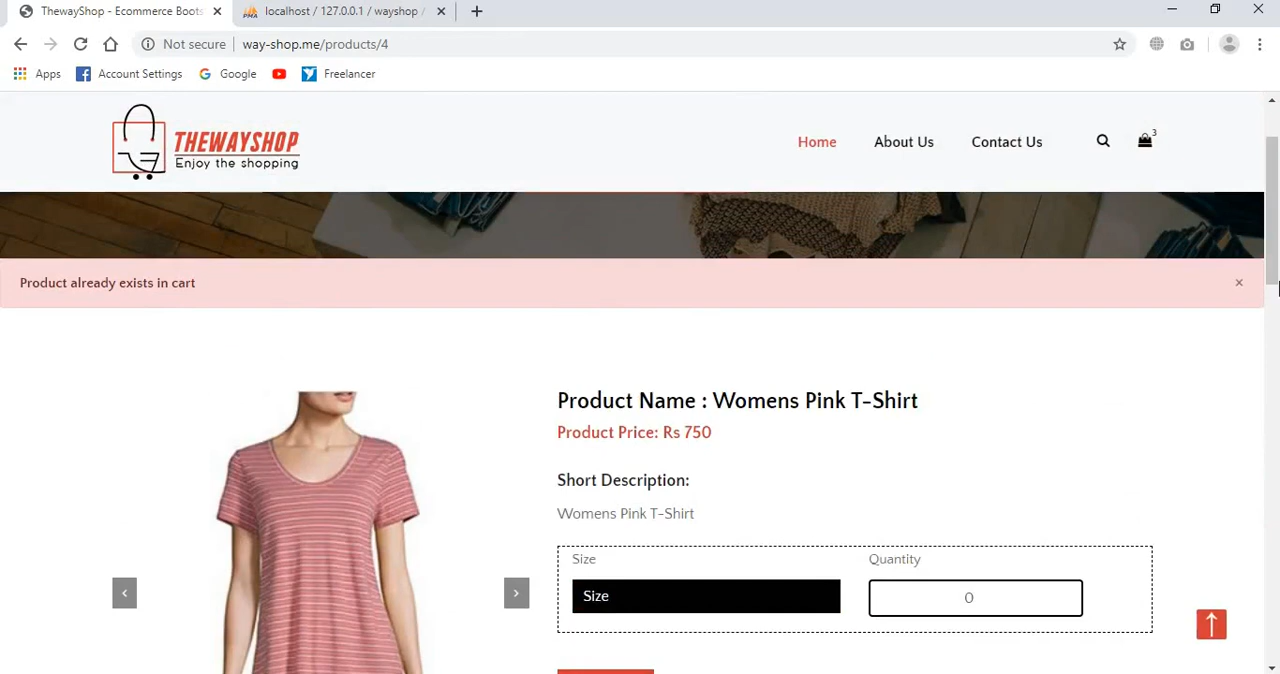 ThewayShop - Ecommerce Boots
localhost / 127.0.0.1 / wayshop /
Not secure
way-shop.me/products/4
Apps
Account Settings
Google
Freelancer
THEWAYSHOP
Enjoy the shopping
Home
About Us
Contact Us
3
Product already exists in cart
×
Product Name : Womens Pink T-Shirt
Product Price: Rs 750
Short Description:
Womens Pink T-Shirt
Size
Quantity
Size
0